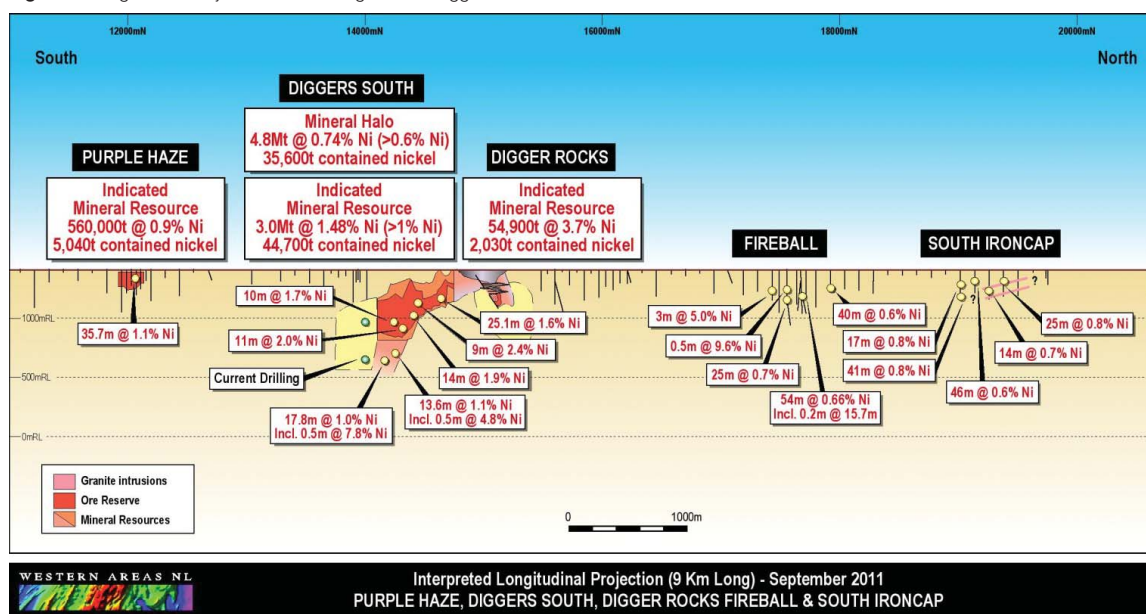 12000mN
14000mN
16000mN
18000mN
20000mN
South
North
DIGGERS SOUTH
Mineral Halo
4.8Mt @ 0.74% Ni (>0.6% Ni)
35,600t contained nickel
PURPLE HAZE
DIGGER ROCKS
Indicated
Mineral Resource
560,000t @ 0.9% Ni
5,040t contained nickel
Indicated
Mineral Resource
3.0Mt @ 1.48% Ni (>1% Ni)
44,700t contained nickel
Indicated
Mineral Resource
54,900t @ 3.7% Ni
2,030t contained nickel
FIREBALL
SOUTH IRONCAP
1000mRL
500mRL
0mRL
35.7m @ 1.1% Ni
10m @ 1.7% Ni
11m @ 2.0% Ni
Current Drilling
25.1m @ 1.6% Ni
9m @ 2.4% Ni
14m @ 1.9% Ni
13.6m @ 1.1% Ni
Incl. 0.5m @ 4.8% Ni
17.8m @ 1.0% Ni
Incl. 0.5m @ 7.8% Ni
3m @ 5.0% Ni
0.5m @ 9.6% Ni
25m @ 0.7% Ni
54m @ 0.66% Ni
Incl. 0.2m @ 15.7m
40m @ 0.6% Ni
17m @ 0.8% Ni
41m @ 0.8% Ni
46m @ 0.6% Ni
14m @ 0.7% Ni
25m @ 0.8% Ni
?
?
Granite intrusions
Ore Reserve
Mineral Resources
0
1000m
WESTERN AREAS NL
Interpreted Longitudinal Projection (9 Km Long) - September 2011
PURPLE HAZE, DIGGERS SOUTH, DIGGER ROCKS FIREBALL & SOUTH IRONCAP